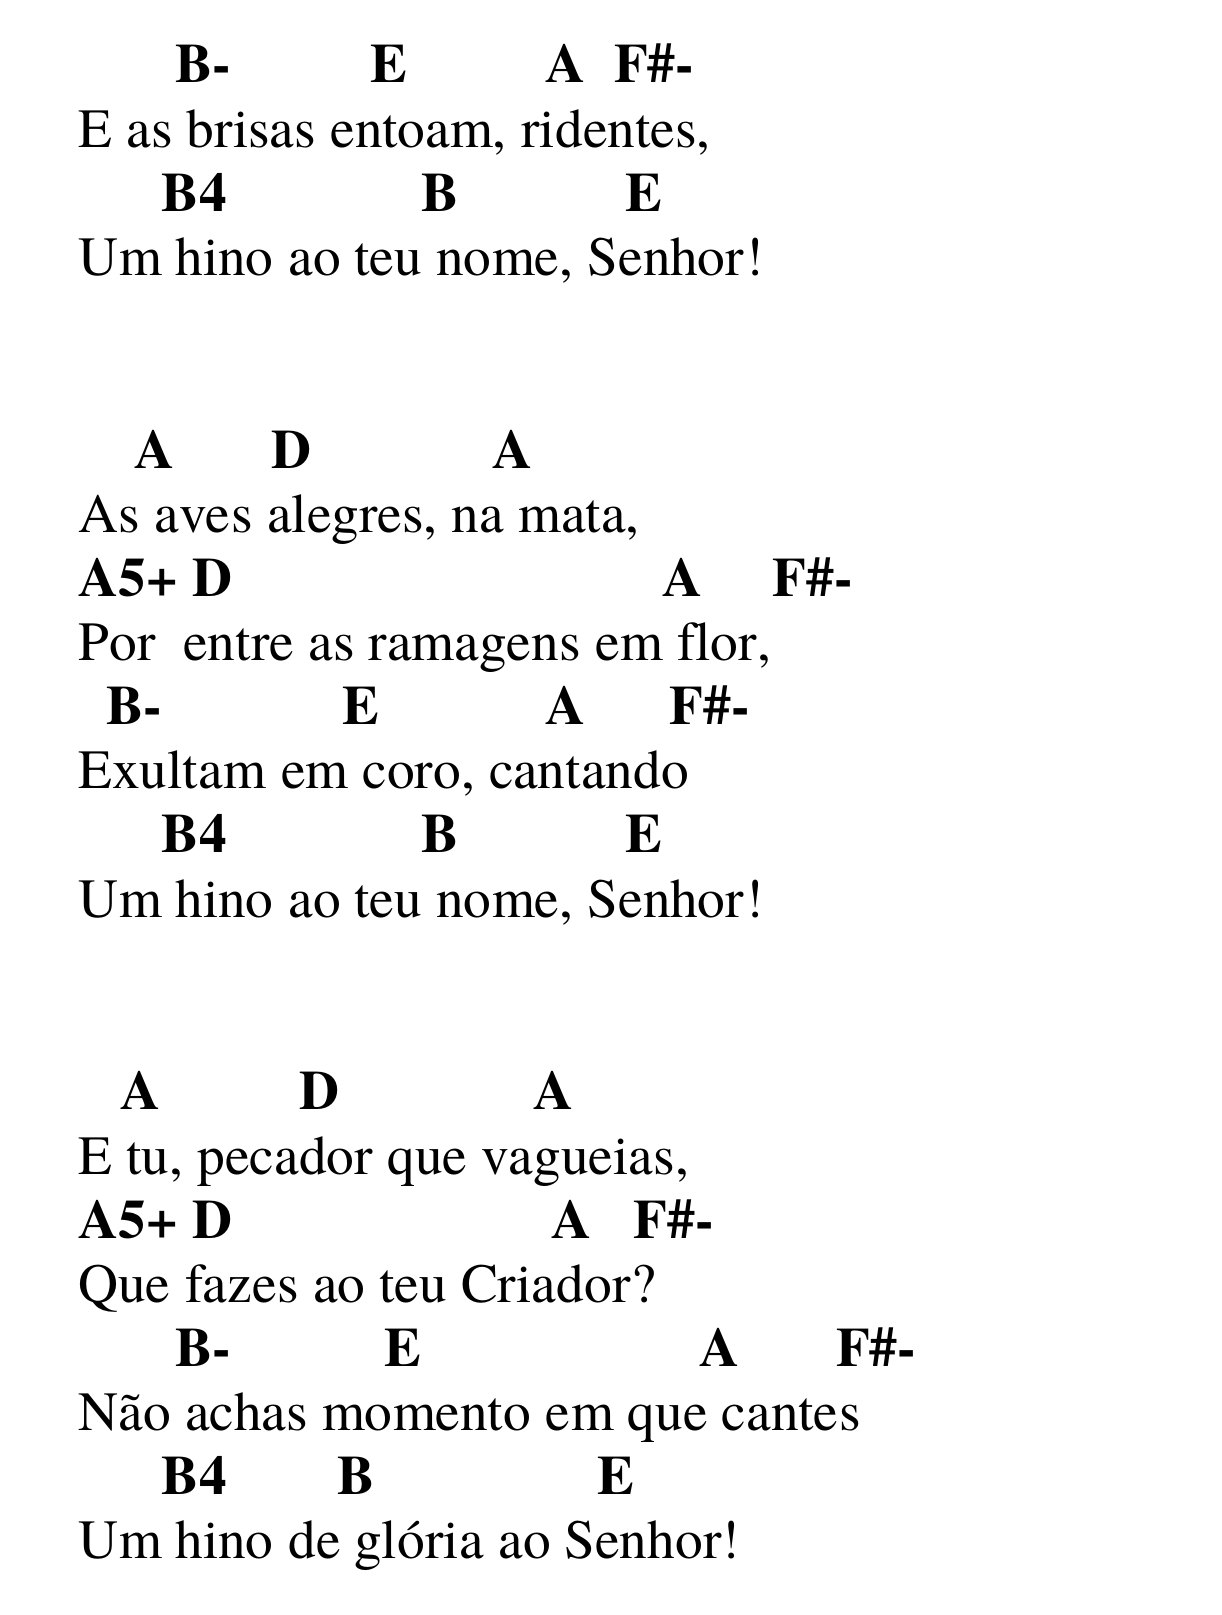 B- E A F#-
E as brisas entoam, ridentes,
B4 B E
Um hino ao teu nome, Senhor!
A D A
As aves alegres, na mata,
A5+ D A F#-
Por entre as ramagens em flor,
B- E A F#-
Exultam em coro, cantando
B4 B E
Um hino ao teu nome, Senhor!
A D A
E tu, pecador que vagueias,
A5+ D A F#-
Que fazes ao teu Criador?
B- E A F#-
Não achas momento em que cantes
B4 B E
Um hino de glória ao Senhor!